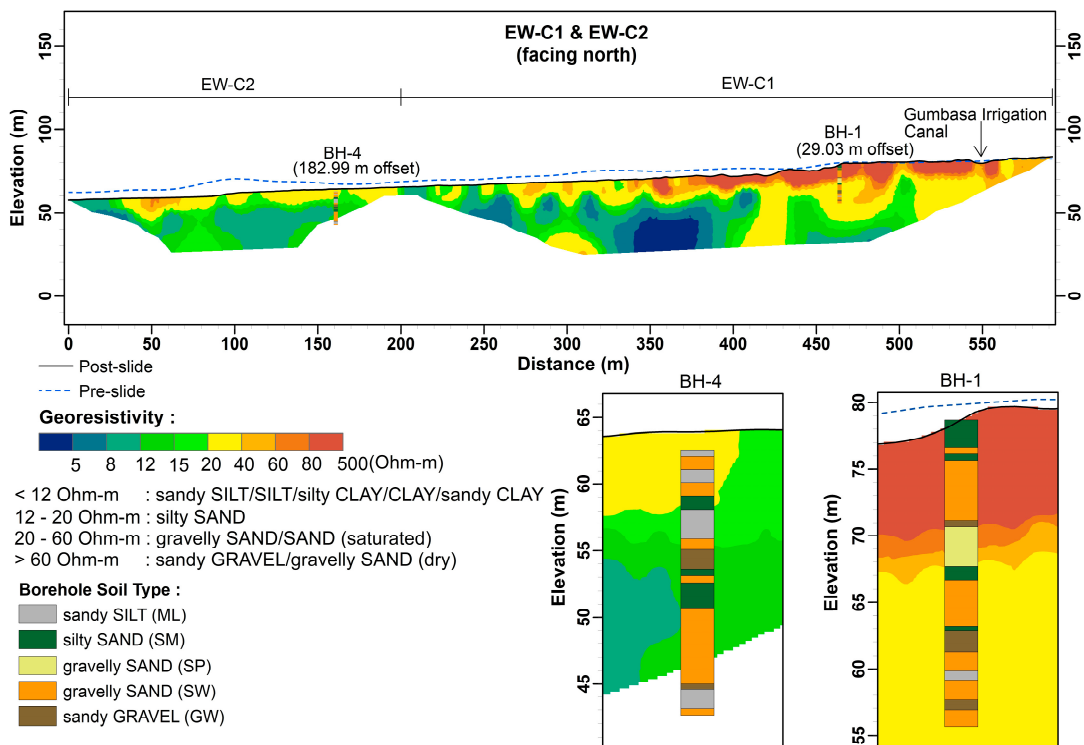 EW-C1 & EW-C2
(facing north)
EW-C2
EW-C1
150
100
50
0
Elevation (m)
150
100
50
0
BH-4
(182.99 m offset)
BH-1
(29.03 m offset)
Gumbasa Irrigation
Canal
0 50 100 150 200 250 300 350 400 450 500 550
Distance (m)
Post-slide
Pre-slide
Georesistivity :
5 8 12 15 20 40 60 80 500(Ohm-m)
< 12 Ohm-m : sandy SILT/SILT/silty CLAY/CLAY/sandy CLAY
12 - 20 Ohm-m : silty SAND
20 - 60 Ohm-m : gravelly SAND/SAND (saturated)
> 60 Ohm-m : sandy GRAVEL/gravelly SAND (dry)
Borehole Soil Type :
sandy SILT (ML)
silty SAND (SM)
gravelly SAND (SP)
gravelly SAND (SW)
sandy GRAVEL (GW)
BH-4
65
60
55
50
45
Elevation (m)
BH-1
80
75
70
65
60
55
Elevation (m)